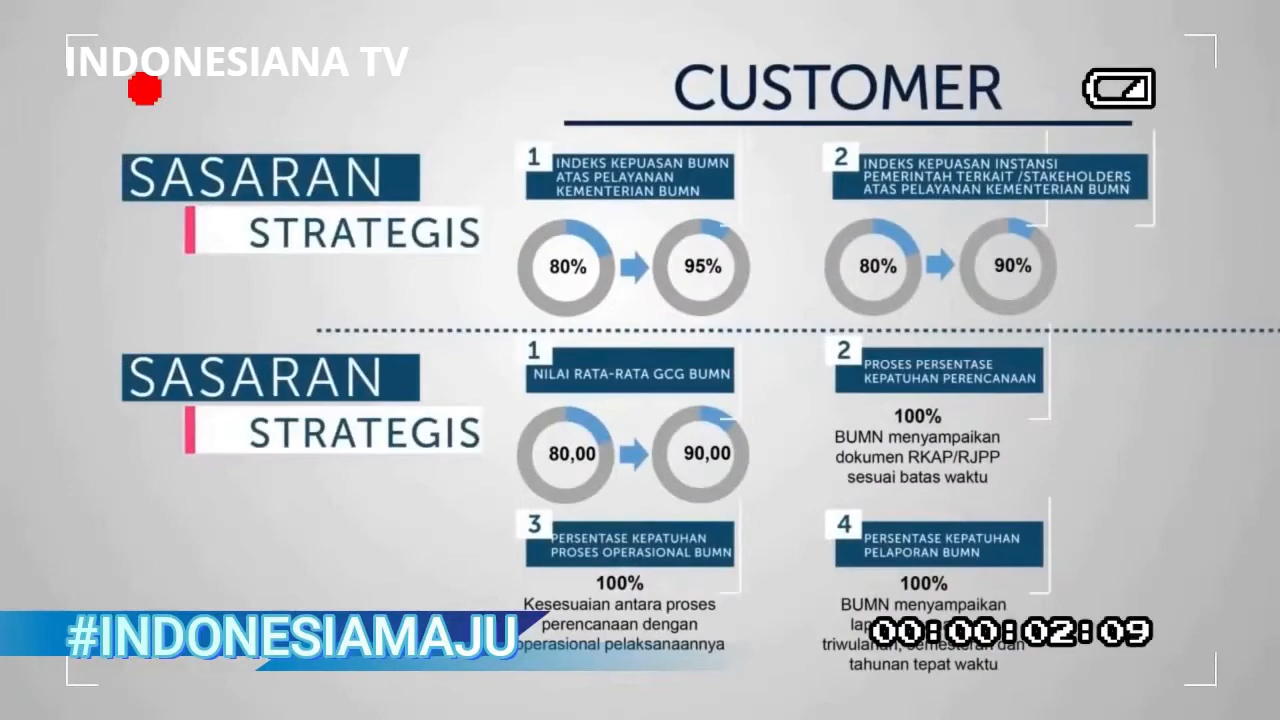 INDONESIANA TV
CUSTOMER
SASARAN
STRATEGIS
1
INDEKS KEPUASAN BUMN
ATAS PELAYANAN
KEMENTERIAN BUMN
80%
95%
2
INDEKS KEPUASAN INSTANSI
PEMERINTAH TERKAIT /STAKEHOLDERS
ATAS PELAYANAN KEMENTERIAN BUMN
80%
90%
SASARAN
STRATEGIS
1
NILAI RATA-RATA GCG BUMN
80,00
90,00
2
PROSES PERSENTASE
KEPATUHAN PERENCANAAN
100%
BUMN menyampaikan
dokumen RKAP/RJPP
sesuai batas waktu
3
PERSENTASE KEPATUHAN
PROSES OPERASIONAL BUMN
100%
Kesesuaian antara proses
perencanaan dengan
operasional pelaksanaannya
4
PERSENTASE KEPATUHAN
PELAPORAN BUMN
100%
BUMN menyampaikan
triwulanan, semesteran dan
tahunan tepat waktu
#INDONESIAMAJU
00:00:02:09